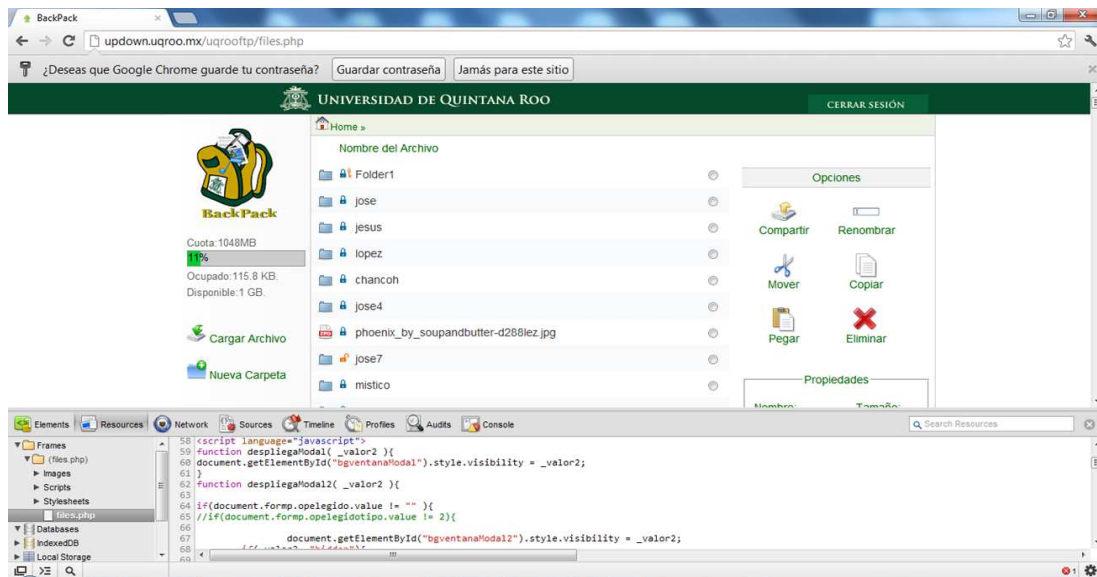 BackPack
updown.uqroo.mx/uqrooftp/files.php
¿Deseas que Google Chrome guarde tu contraseña? Guardar contraseña Jamás para este sitio
UNIVERSIDAD DE QUINTANA ROO
CERRAR SESIÓN
Home »
Nombre del Archivo
BackPack
Cuota:1048MB
11%
Ocupado:115.8 KB.
Disponible:1 GB.
Cargar Archivo
Nueva Carpeta
Folder1
jose
jesus
lopez
chancoh
jose4
phoenix_by_soupandbutter-d288lez.jpg
jose7
mistico
Opciones
Compartir Renombrar
Mover Copiar
Pegar Eliminar
Propiedades
Nombre: Tamaño:
Elements Resources Network Sources Timeline Profiles Audits Console Search Resources
Frames
(files.php)
Images
Scripts
Stylesheets
files.php
Databases
IndexedDB
Local Storage
58 <script language="javascript">
59 function despliegaModal( _valor2 ){
60 document.getElementById("bgventanaModal").style.visibility = _valor2;
61 }
62 function despliegaModal2( _valor2 ){
63
64 if(document.formp.opelegido.value != "" ){
65 //if(document.formp.opelegidotipo.value != 2){
66
67 document.getElementById("bgventanaModal2").style.visibility = _valor2;
68
69
1